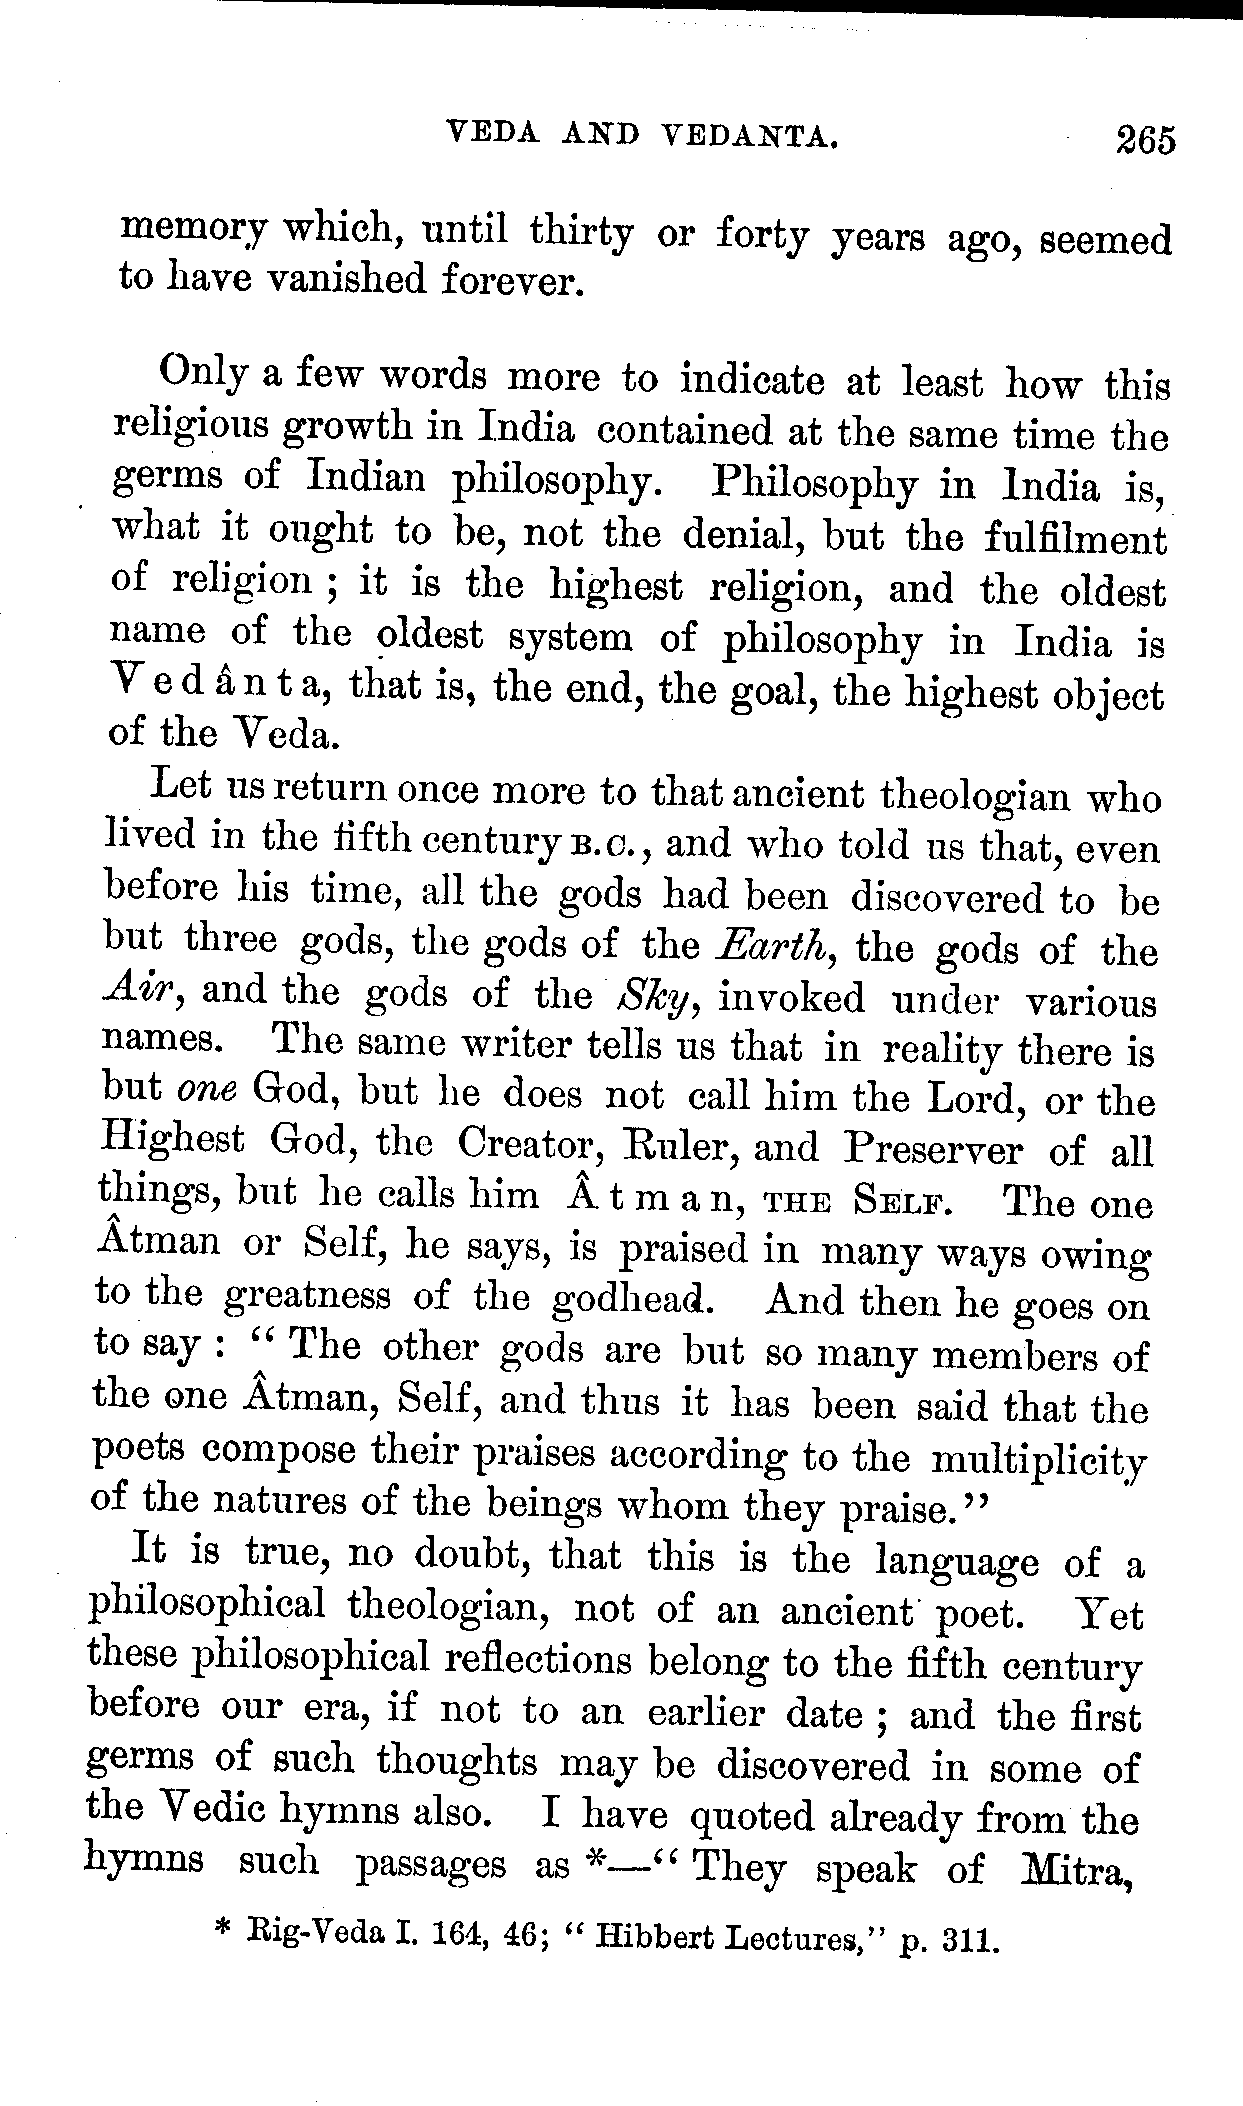 VEDA AND VEDANTA. 265
memory which, until thirty or forty years ago, seemed
to have vanished forever.
Only a few words more to indicate at least how this
religious growth in India contained at the same time the
germs of Indian philosophy. Philosophy in India is,
what it ought to be, not the denial, but the fulfilment
of religion ; it is the highest religion, and the oldest
name of the oldest system of philosophy in India is
V e d â n t a, that is, the end, the goal, the highest object
of the Veda.
Let us return once more to that ancient theologian who
lived in the fifth century B.C., and who told us that, even
before his time, all the gods had been discovered to be
but three gods, the gods of the Earth, the gods of the
Air, and the gods of the Sky, invoked under various
names. The same writer tells us that in reality there is
but one God, but he does not call him the Lord, or the
Highest God, the Creator, Ruler, and Preserver of all
things, but he calls him Â t m a n, THE SELF. The one
Âtman or Self, he says, is praised in many ways owing
to the greatness of the godhead. And then he goes on
to say : “ The other gods are but so many members of
the one Âtman, Self, and thus it has been said that the
poets compose their praises according to the multiplicity
of the natures of the beings whom they praise.”
It is true, no doubt, that this is the language of a
philosophical theologian, not of an ancient poet. Yet
these philosophical reflections belong to the fifth century
before our era, if not to an earlier date ; and the first
germs of such thoughts may be discovered in some of
the Vedic hymns also. I have quoted already from the
hymns such passages as *—“ They speak of Mitra,
* Rig-Veda I. 164, 46; “ Hibbert Lectures,” p. 311.